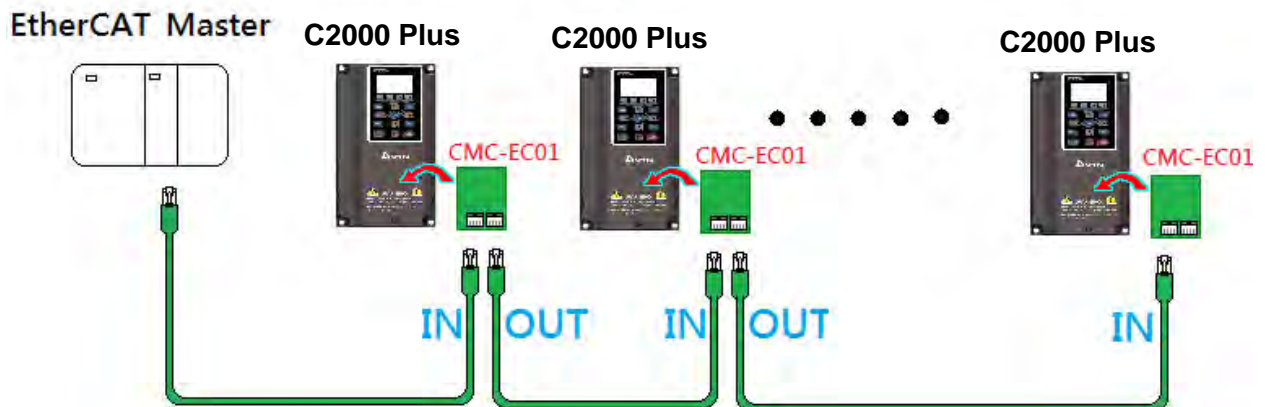 EtherCAT Master
C2000 Plus
C2000 Plus
C2000 Plus
CMC-EC01
CMC-EC01
CMC-EC01
IN
OUT
IN
OUT
IN